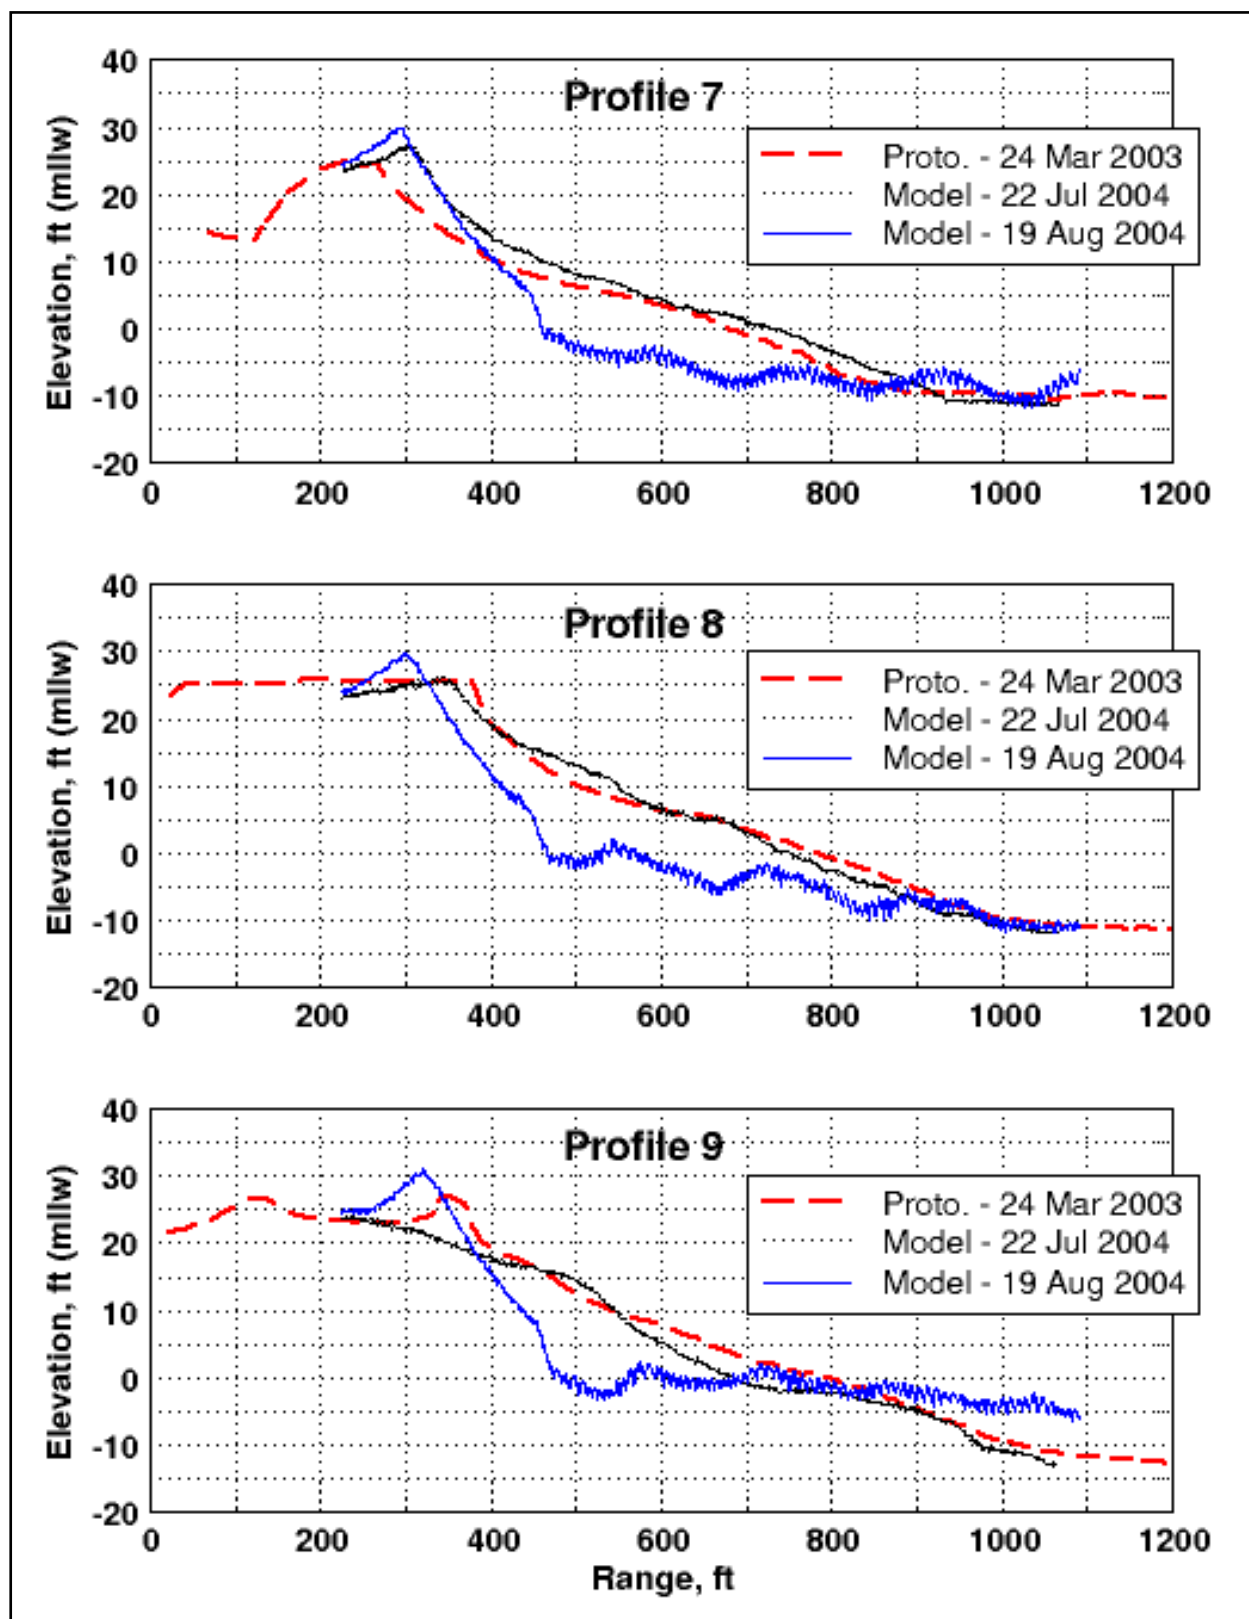 40
30
20
10
0
-10
-20
Elevation, ft (mllw)
Profile 7
Proto. - 24 Mar 2003
Model - 22 Jul 2004
Model - 19 Aug 2004
0 200 400 600 800 1000 1200
40
30
20
10
0
-10
-20
Elevation, ft (mllw)
Profile 8
Proto. - 24 Mar 2003
Model - 22 Jul 2004
Model - 19 Aug 2004
0 200 400 600 800 1000 1200
40
30
20
10
0
-10
-20
Elevation, ft (mllw)
Profile 9
Proto. - 24 Mar 2003
Model - 22 Jul 2004
Model - 19 Aug 2004
0 200 400 600 800 1000 1200
Range, ft